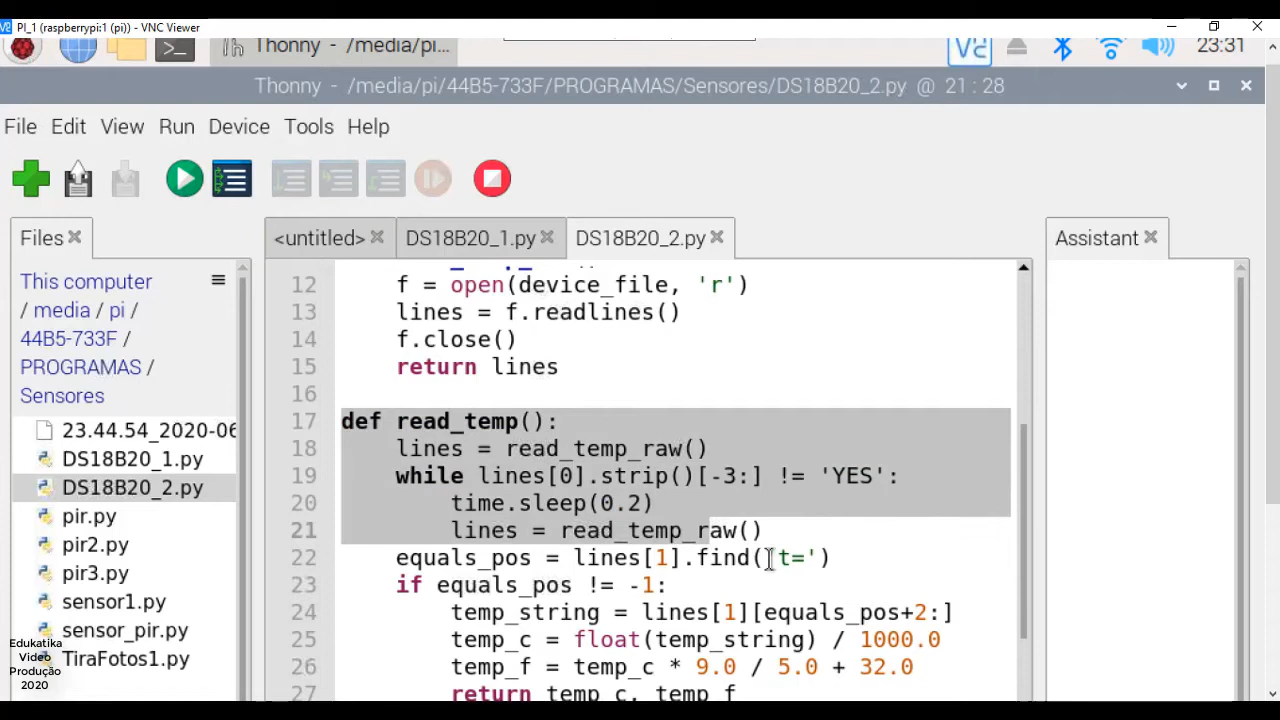 PI_1 (raspberrypi:1 (pi)) - VNC Viewer
Thonny - /media/pi...
23:31
Thonny - /media/pi/44B5-733F/PROGRAMAS/Sensores/DS18B20_2.py @ 21 : 28
File Edit View Run Device Tools Help
Files
<untitled> DS18B20_1.py DS18B20_2.py
Assistant
This computer
/ media / pi /
44B5-733F /
PROGRAMAS /
Sensores
23.44.54_2020-06
DS18B20_1.py
DS18B20_2.py
pir.py
pir2.py
pir3.py
sensor1.py
sensor_pir.py
TiraFotos1.py
12 f = open(device_file, 'r')
13 lines = f.readlines()
14 f.close()
15 return lines
16
17 def read_temp():
18 lines = read_temp_raw()
19 while lines[0].strip()[-3:] != 'YES':
20 time.sleep(0.2)
21 lines = read_temp_raw()
22 equals_pos = lines[1].find('t=')
23 if equals_pos != -1:
24 temp_string = lines[1][equals_pos+2:]
25 temp_c = float(temp_string) / 1000.0
26 temp_f = temp_c * 9.0 / 5.0 + 32.0
27 return temp_c, temp_f
Edukatika
Video
Produção
2020